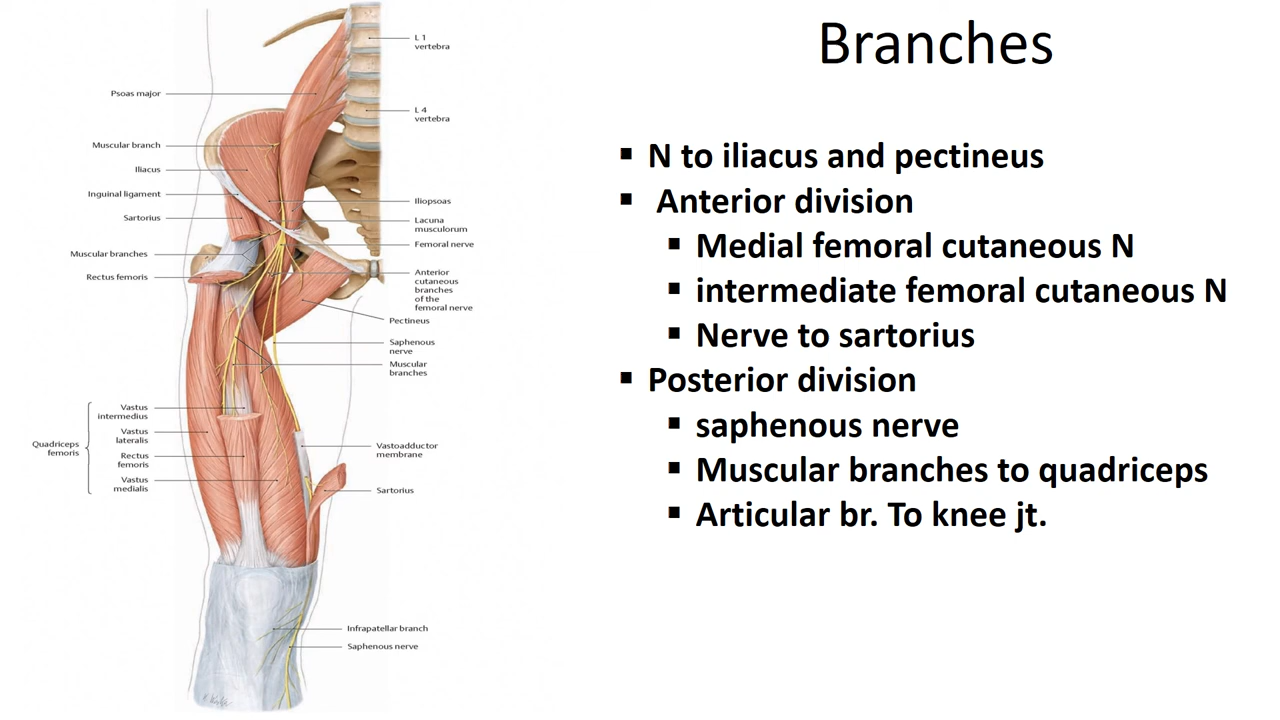 Branches
L 1
vertebra
Psoas major
L 4
vertebra
Muscular branch
Iliacus
Inguinal ligament
Sartorius
Muscular branches
Rectus femoris
Iliopsoas
Lacuna
musculorum
Femoral nerve
Anterior
cutaneous
branches
of the
femoral nerve
Pectineus
Saphenous
nerve
Muscular
branches
Quadriceps
femoris
Vastus
intermedius
Vastus
lateralis
Rectus
femoris
Vastus
medialis
Vastoadductor
membrane
Sartorius
Infrapatellar branch
Saphenous nerve
▪ N to iliacus and pectineus
▪ Anterior division
▪ Medial femoral cutaneous N
▪ intermediate femoral cutaneous N
▪ Nerve to sartorius
▪ Posterior division
▪ saphenous nerve
▪ Muscular branches to quadriceps
▪ Articular br. To knee jt.